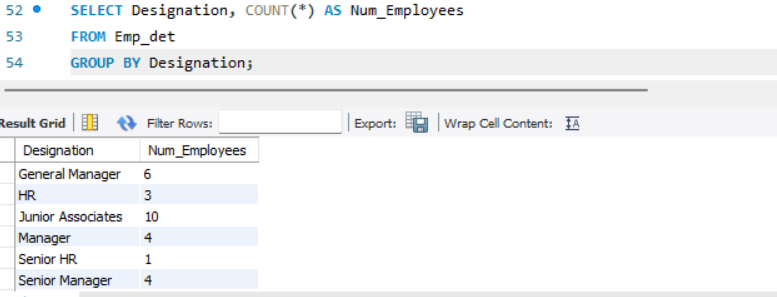 52 SELECT Designation, COUNT(*) AS Num_Employees
53 FROM Emp_det
54 GROUP BY Designation;
Result Grid Filter Rows: Export: Wrap Cell Content: IA
Designation Num_Employees
General Manager 6
HR 3
Junior Associates 10
Manager 4
Senior HR 1
Senior Manager 4